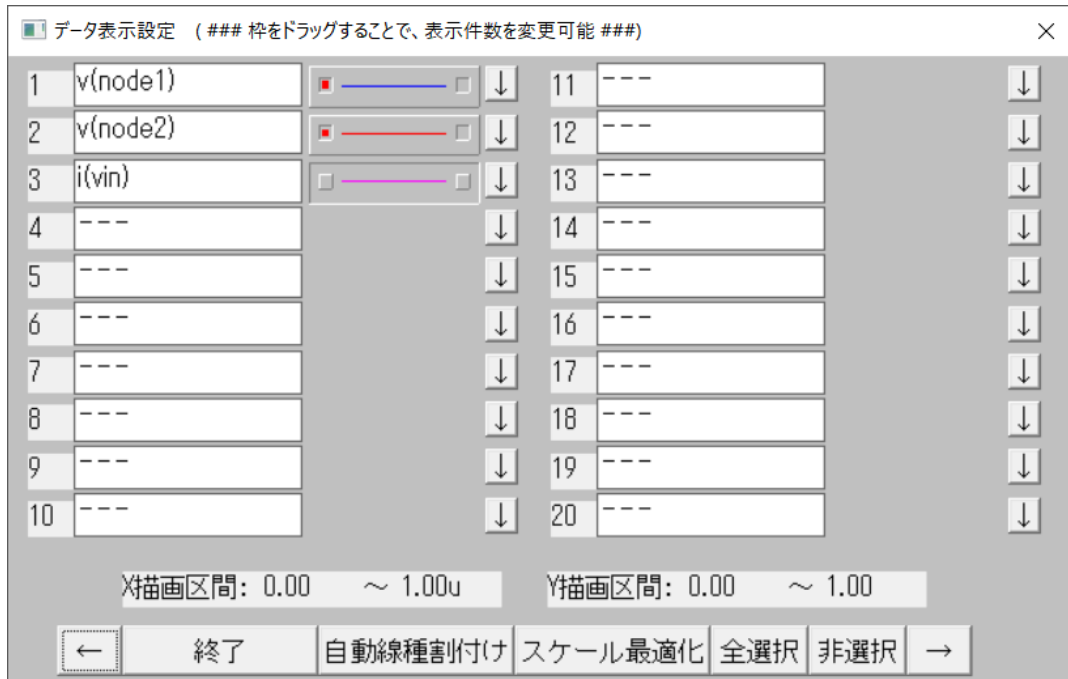 データ表示設定 ( ### 枠をドラッグすることで、表示件数を変更可能 ###)
1 v(node1) ↓ 11 --- ↓
2 v(node2) ↓ 12 --- ↓
3 i(vin) ↓ 13 --- ↓
4 --- ↓ 14 --- ↓
5 --- ↓ 15 --- ↓
6 --- ↓ 16 --- ↓
7 --- ↓ 17 --- ↓
8 --- ↓ 18 --- ↓
9 --- ↓ 19 --- ↓
10 --- ↓ 20 --- ↓
X描画区間: 0.00 ~ 1.00u Y描画区間: 0.00 ~ 1.00
← 終了 自動線種割付け スケール最適化 全選択 非選択 →